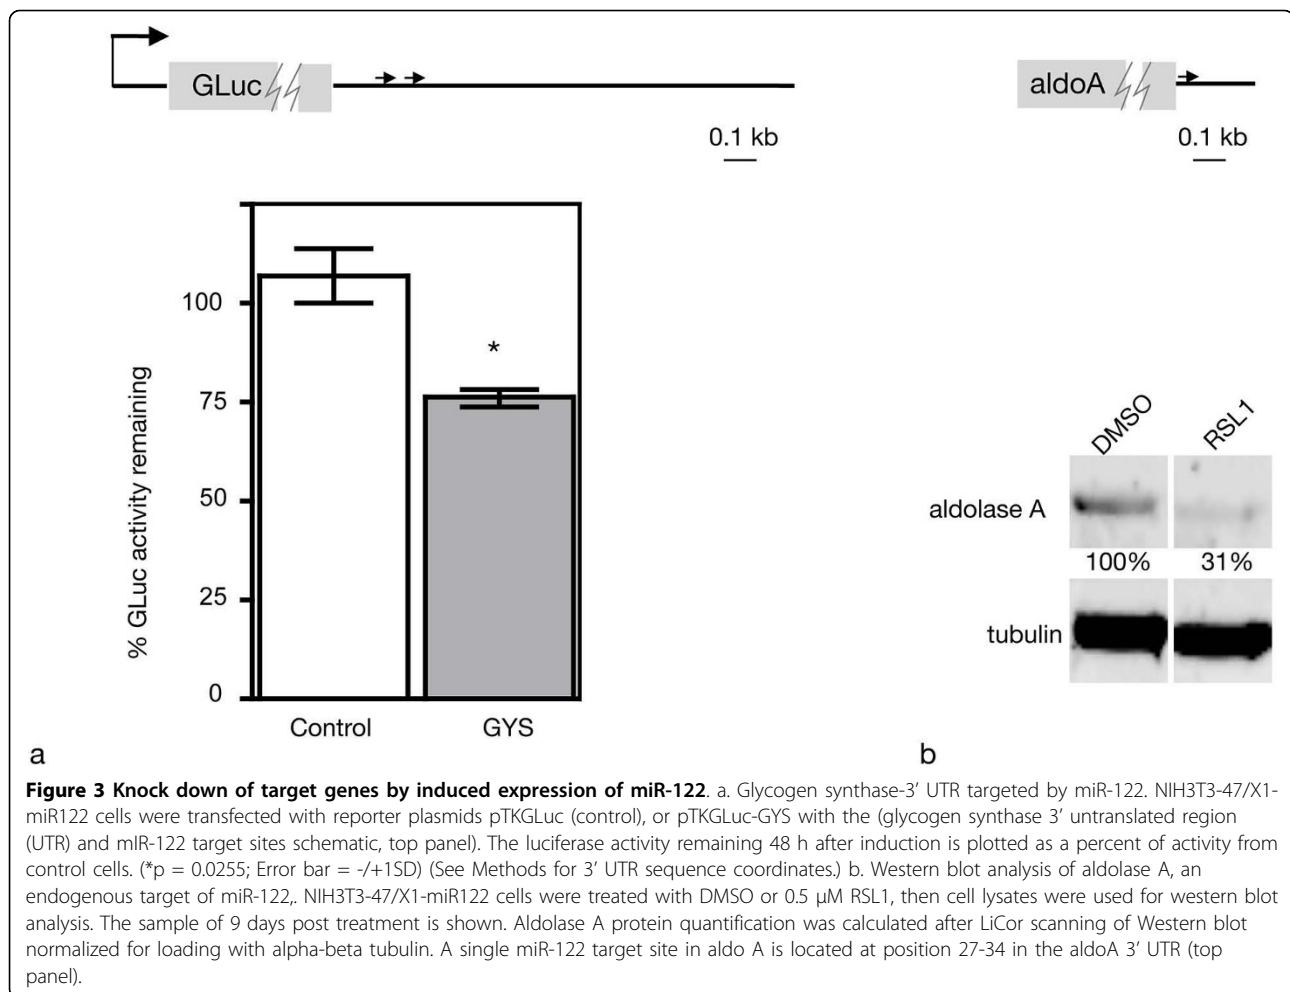 GLuc
aldoA
0.1 kb
0.1 kb
% GLuc activity remaining
100
75
50
25
0
*
Control
GYS
a
DMSO
RSL1
aldolase A
100%
31%
tubulin
b
Figure 3 Knock down of target genes by induced expression of miR-122. a. Glycogen synthase-3’ UTR targeted by miR-122. NIH3T3-47/X1-
miR122 cells were transfected with reporter plasmids pTKGLuc (control), or pTKGLuc-GYS with the (glycogen synthase 3’ untranslated region
(UTR) and mIR-122 target sites schematic, top panel). The luciferase activity remaining 48 h after induction is plotted as a percent of activity from
control cells. (*p = 0.0255; Error bar = -/+1SD) (See Methods for 3’ UTR sequence coordinates.) b. Western blot analysis of aldolase A, an
endogenous target of miR-122,. NIH3T3-47/X1-miR122 cells were treated with DMSO or 0.5 μM RSL1, then cell lysates were used for western blot
analysis. The sample of 9 days post treatment is shown. Aldolase A protein quantification was calculated after LiCor scanning of Western blot
normalized for loading with alpha-beta tubulin. A single miR-122 target site in aldo A is located at position 27-34 in the aldoA 3’ UTR (top
panel).